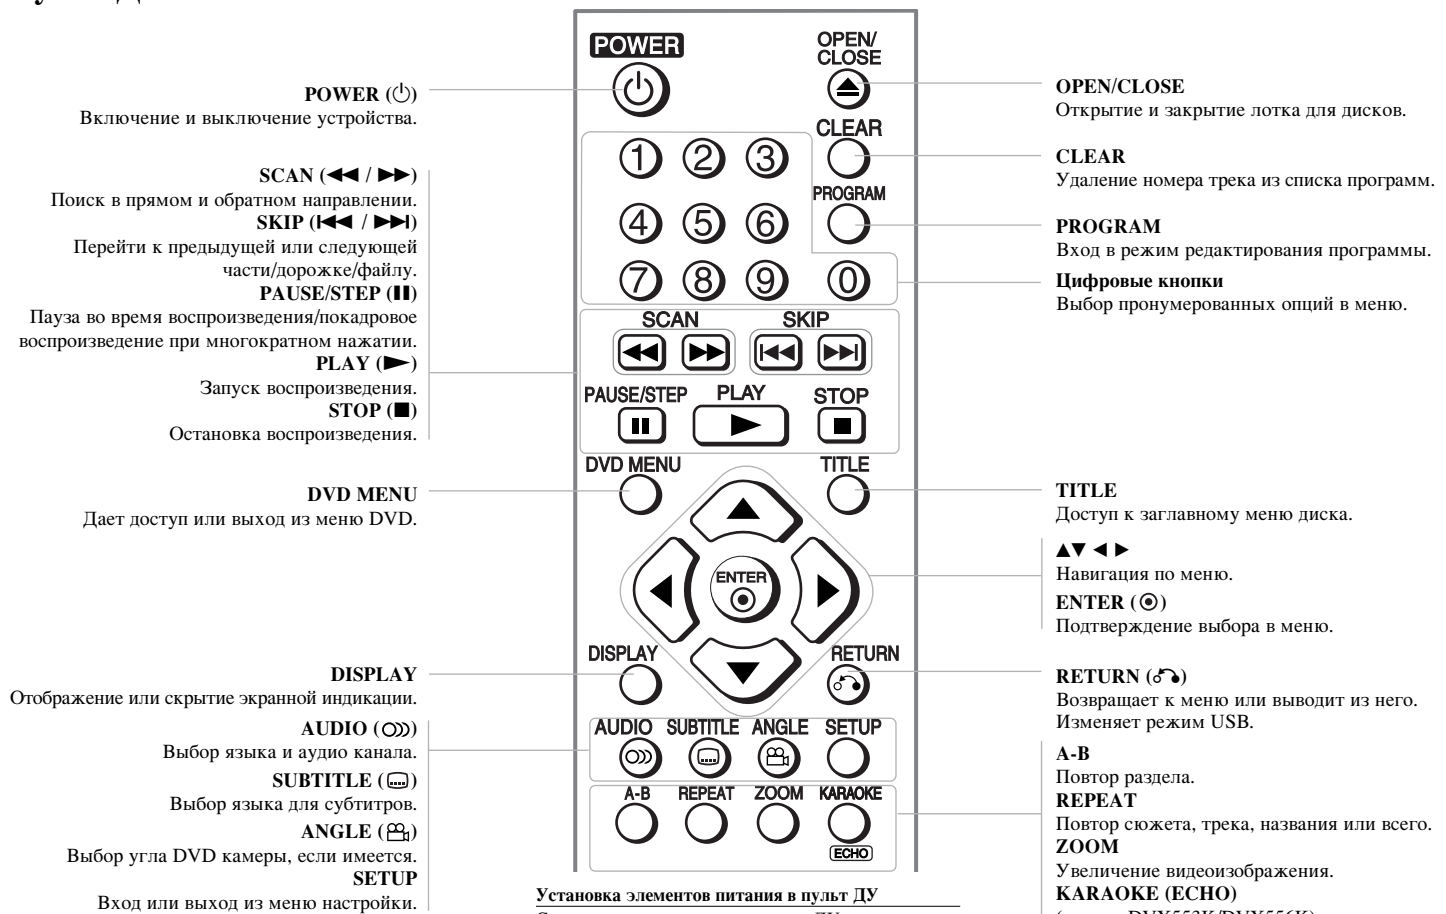 POWER (⏻)
Включение и выключение устройства.
SCAN (◀◀ / ▶▶)
Поиск в прямом и обратном направлении.
SKIP (I◀◀ / ▶▶I)
Перейти к предыдущей или следующей
части/дорожке/файлу.
PAUSE/STEP (II)
Пауза во время воспроизведения/покадровое
воспроизведение при многократном нажатии.
PLAY (▶)
Запуск воспроизведения.
STOP (■)
Остановка воспроизведения.
DVD MENU
Дает доступ или выход из меню DVD.
DISPLAY
Отображение или скрытие экранной индикации.
AUDIO ( )
Выбор языка и аудио канала.
SUBTITLE ( )
Выбор языка для субтитров.
ANGLE ( )
Выбор угла DVD камеры, если имеется.
SETUP
Вход или выход из меню настройки.
POWER
OPEN/
CLOSE
CLEAR
1 2 3
PROGRAM
4 5 6
7 8 9 0
SCAN SKIP
PAUSE/STEP PLAY STOP
DVD MENU TITLE
ENTER
DISPLAY RETURN
AUDIO SUBTITLE ANGLE SETUP
A-B REPEAT ZOOM KARAOKE
ECHO
Установка элементов питания в пульт ДУ
OPEN/CLOSE
Открытие и закрытие лотка для дисков.
CLEAR
Удаление номера трека из списка программ.
PROGRAM
Вход в режим редактирования программы.
Цифровые кнопки
Выбор пронумерованных опций в меню.
TITLE
Доступ к заглавному меню диска.
▲▼ ◀ ▶
Навигация по меню.
ENTER (◉)
Подтверждение выбора в меню.
RETURN ( )
Возвращает к меню или выводит из него.
Изменяет режим USB.
A-B
Повтор раздела.
REPEAT
Повтор сюжета, трека, названия или всего.
ZOOM
Увеличение видеоизображения.
KARAOKE (ECHO)
DVX553K/DVX556K)